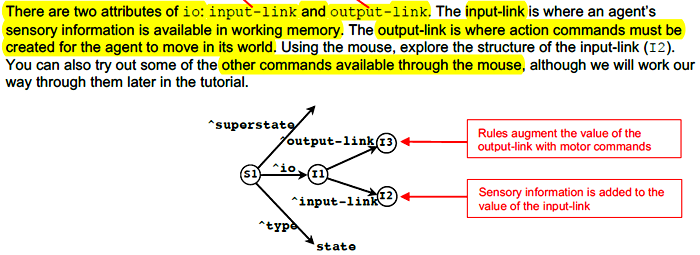 There are two attributes of io: input-link and output-link. The input-link is where an agent's
sensory information is available in working memory. The output-link is where action commands must be
created for the agent to move in its world. Using the mouse, explore the structure of the input-link (I2).
You can also try out some of the other commands available through the mouse, although we will work our
way through them later in the tutorial.
^superstate
^output-link
I3
Rules augment the value of the
output-link with motor commands
S1
^io
I1
^input-link
I2
Sensory information is added to the
value of the input-link
^type
state